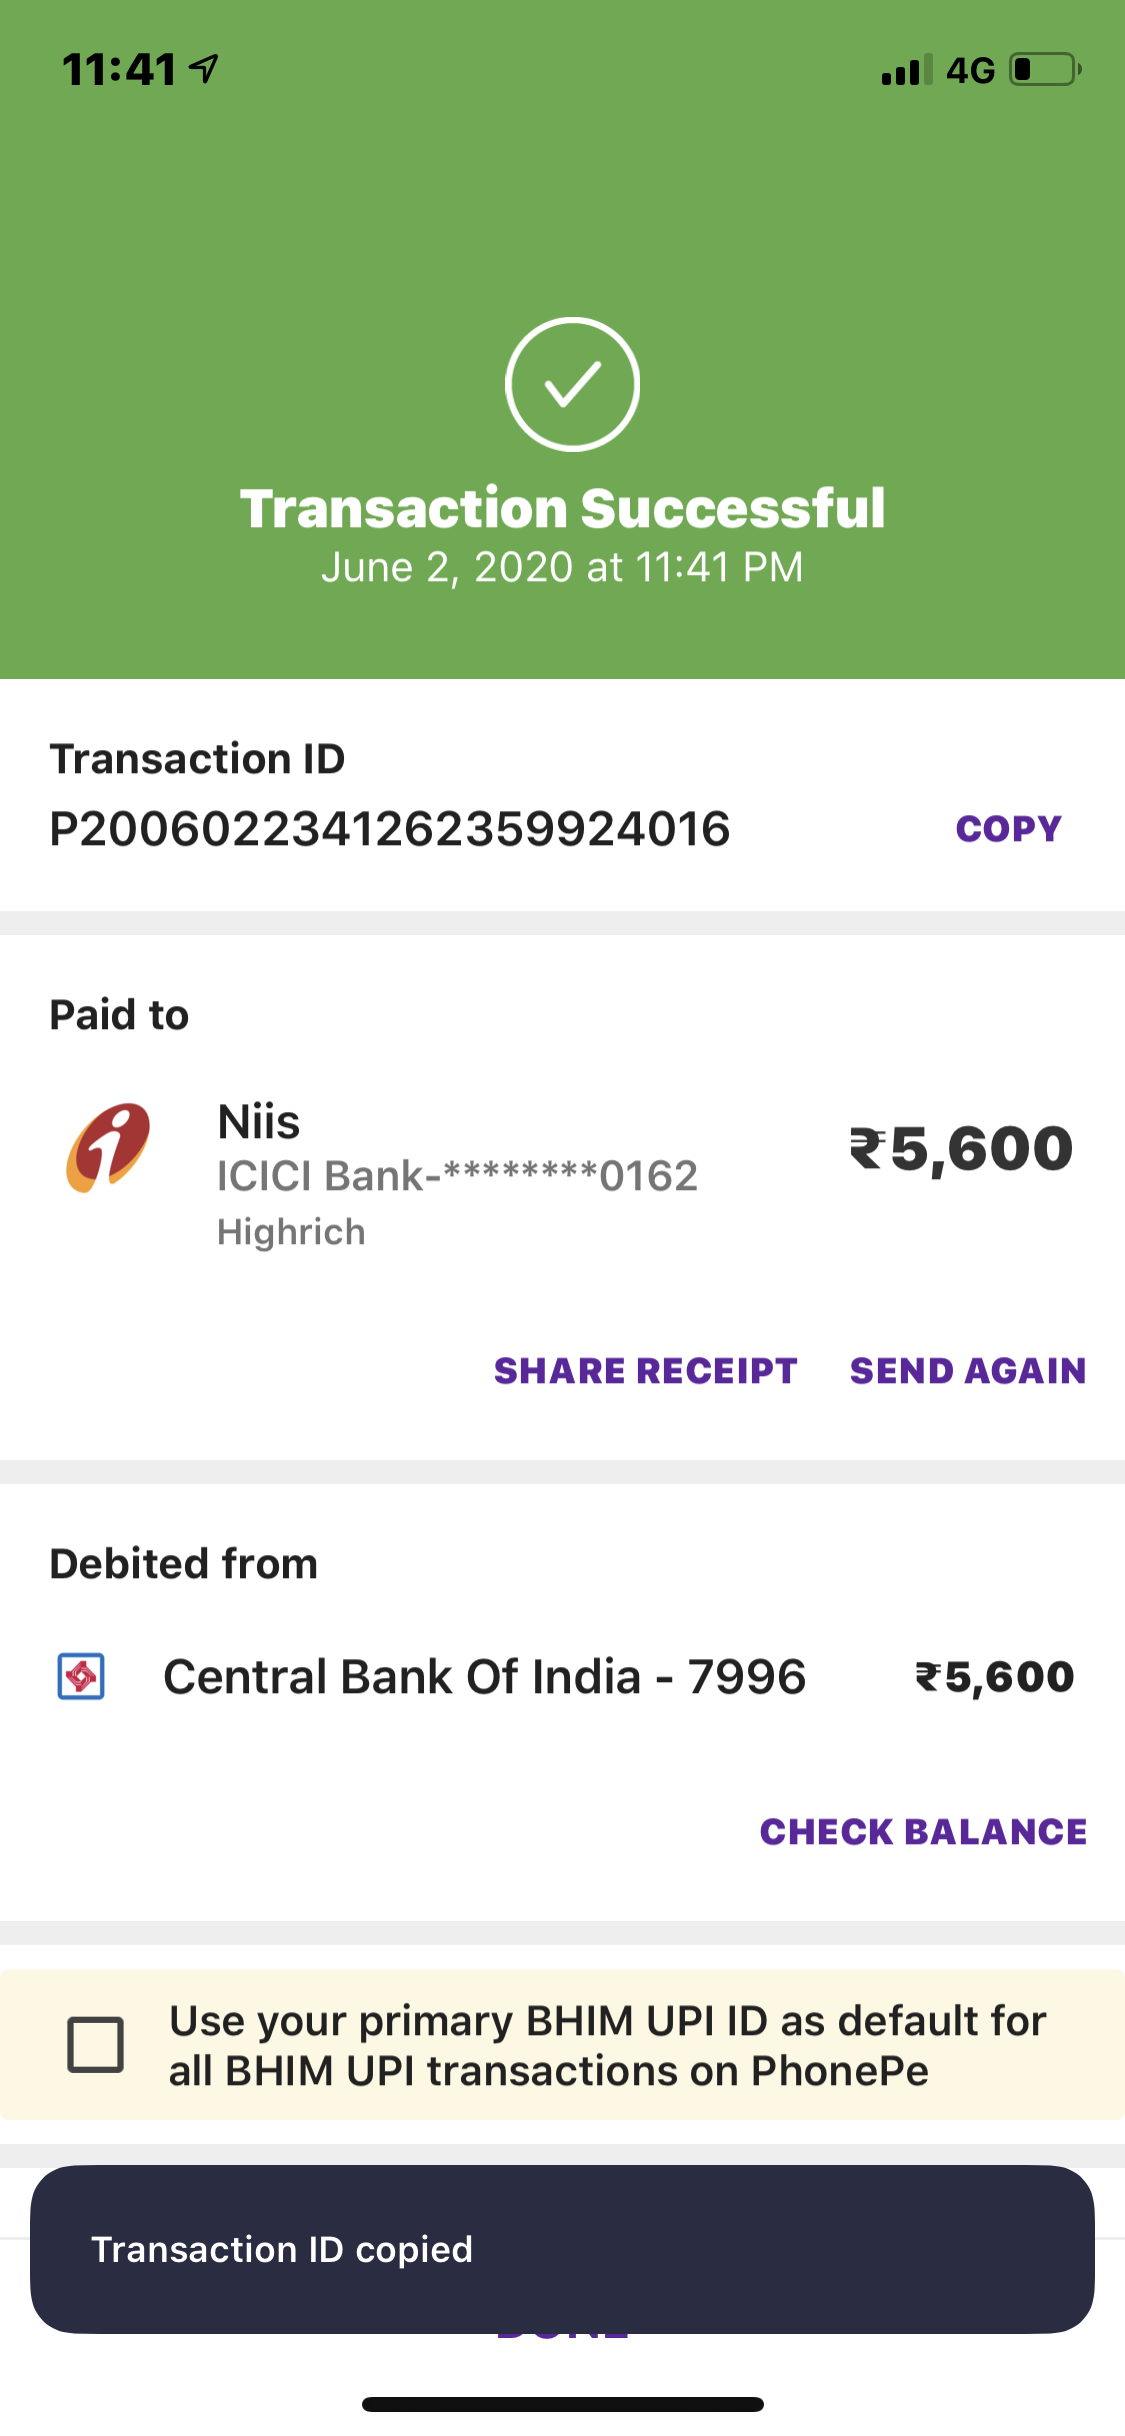 11:41 4G
Transaction Successful
June 2, 2020 at 11:41 PM
Transaction ID
P2006022341262359924016 COPY
Paid to
Niis
ICICI Bank-********0162
₹5,600
Highrich
SHARE RECEIPT SEND AGAIN
Debited from
Central Bank Of India - 7996 ₹5,600
CHECK BALANCE
Use your primary BHIM UPI ID as default for
all BHIM UPI transactions on PhonePe
Transaction ID copied